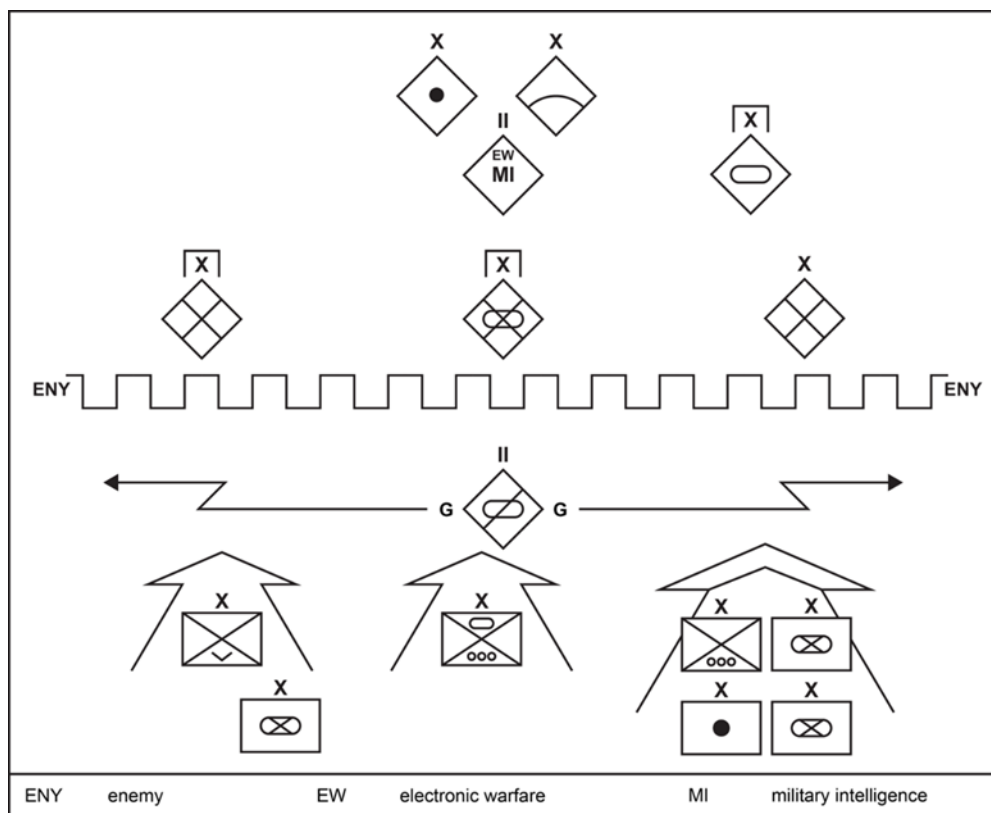 X X
II
EW
MI
X
X X X
ENY ENY
II
G G
X X X X
X X X
ENY enemy EW electronic warfare MI military intelligence